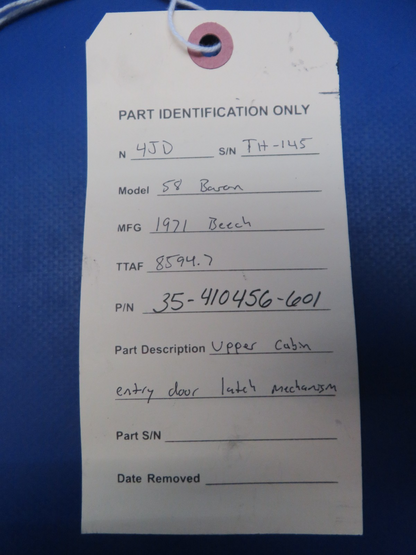 PART IDENTIFICATION ONLY
N 4JD S/N TH-145
Model 58 Baron
MFG 1971 Beech
TTAF 8594.7
P/N 35-410456-601
Part Description Upper Cabin
entry door latch mechanism
Part S/N
Date Removed